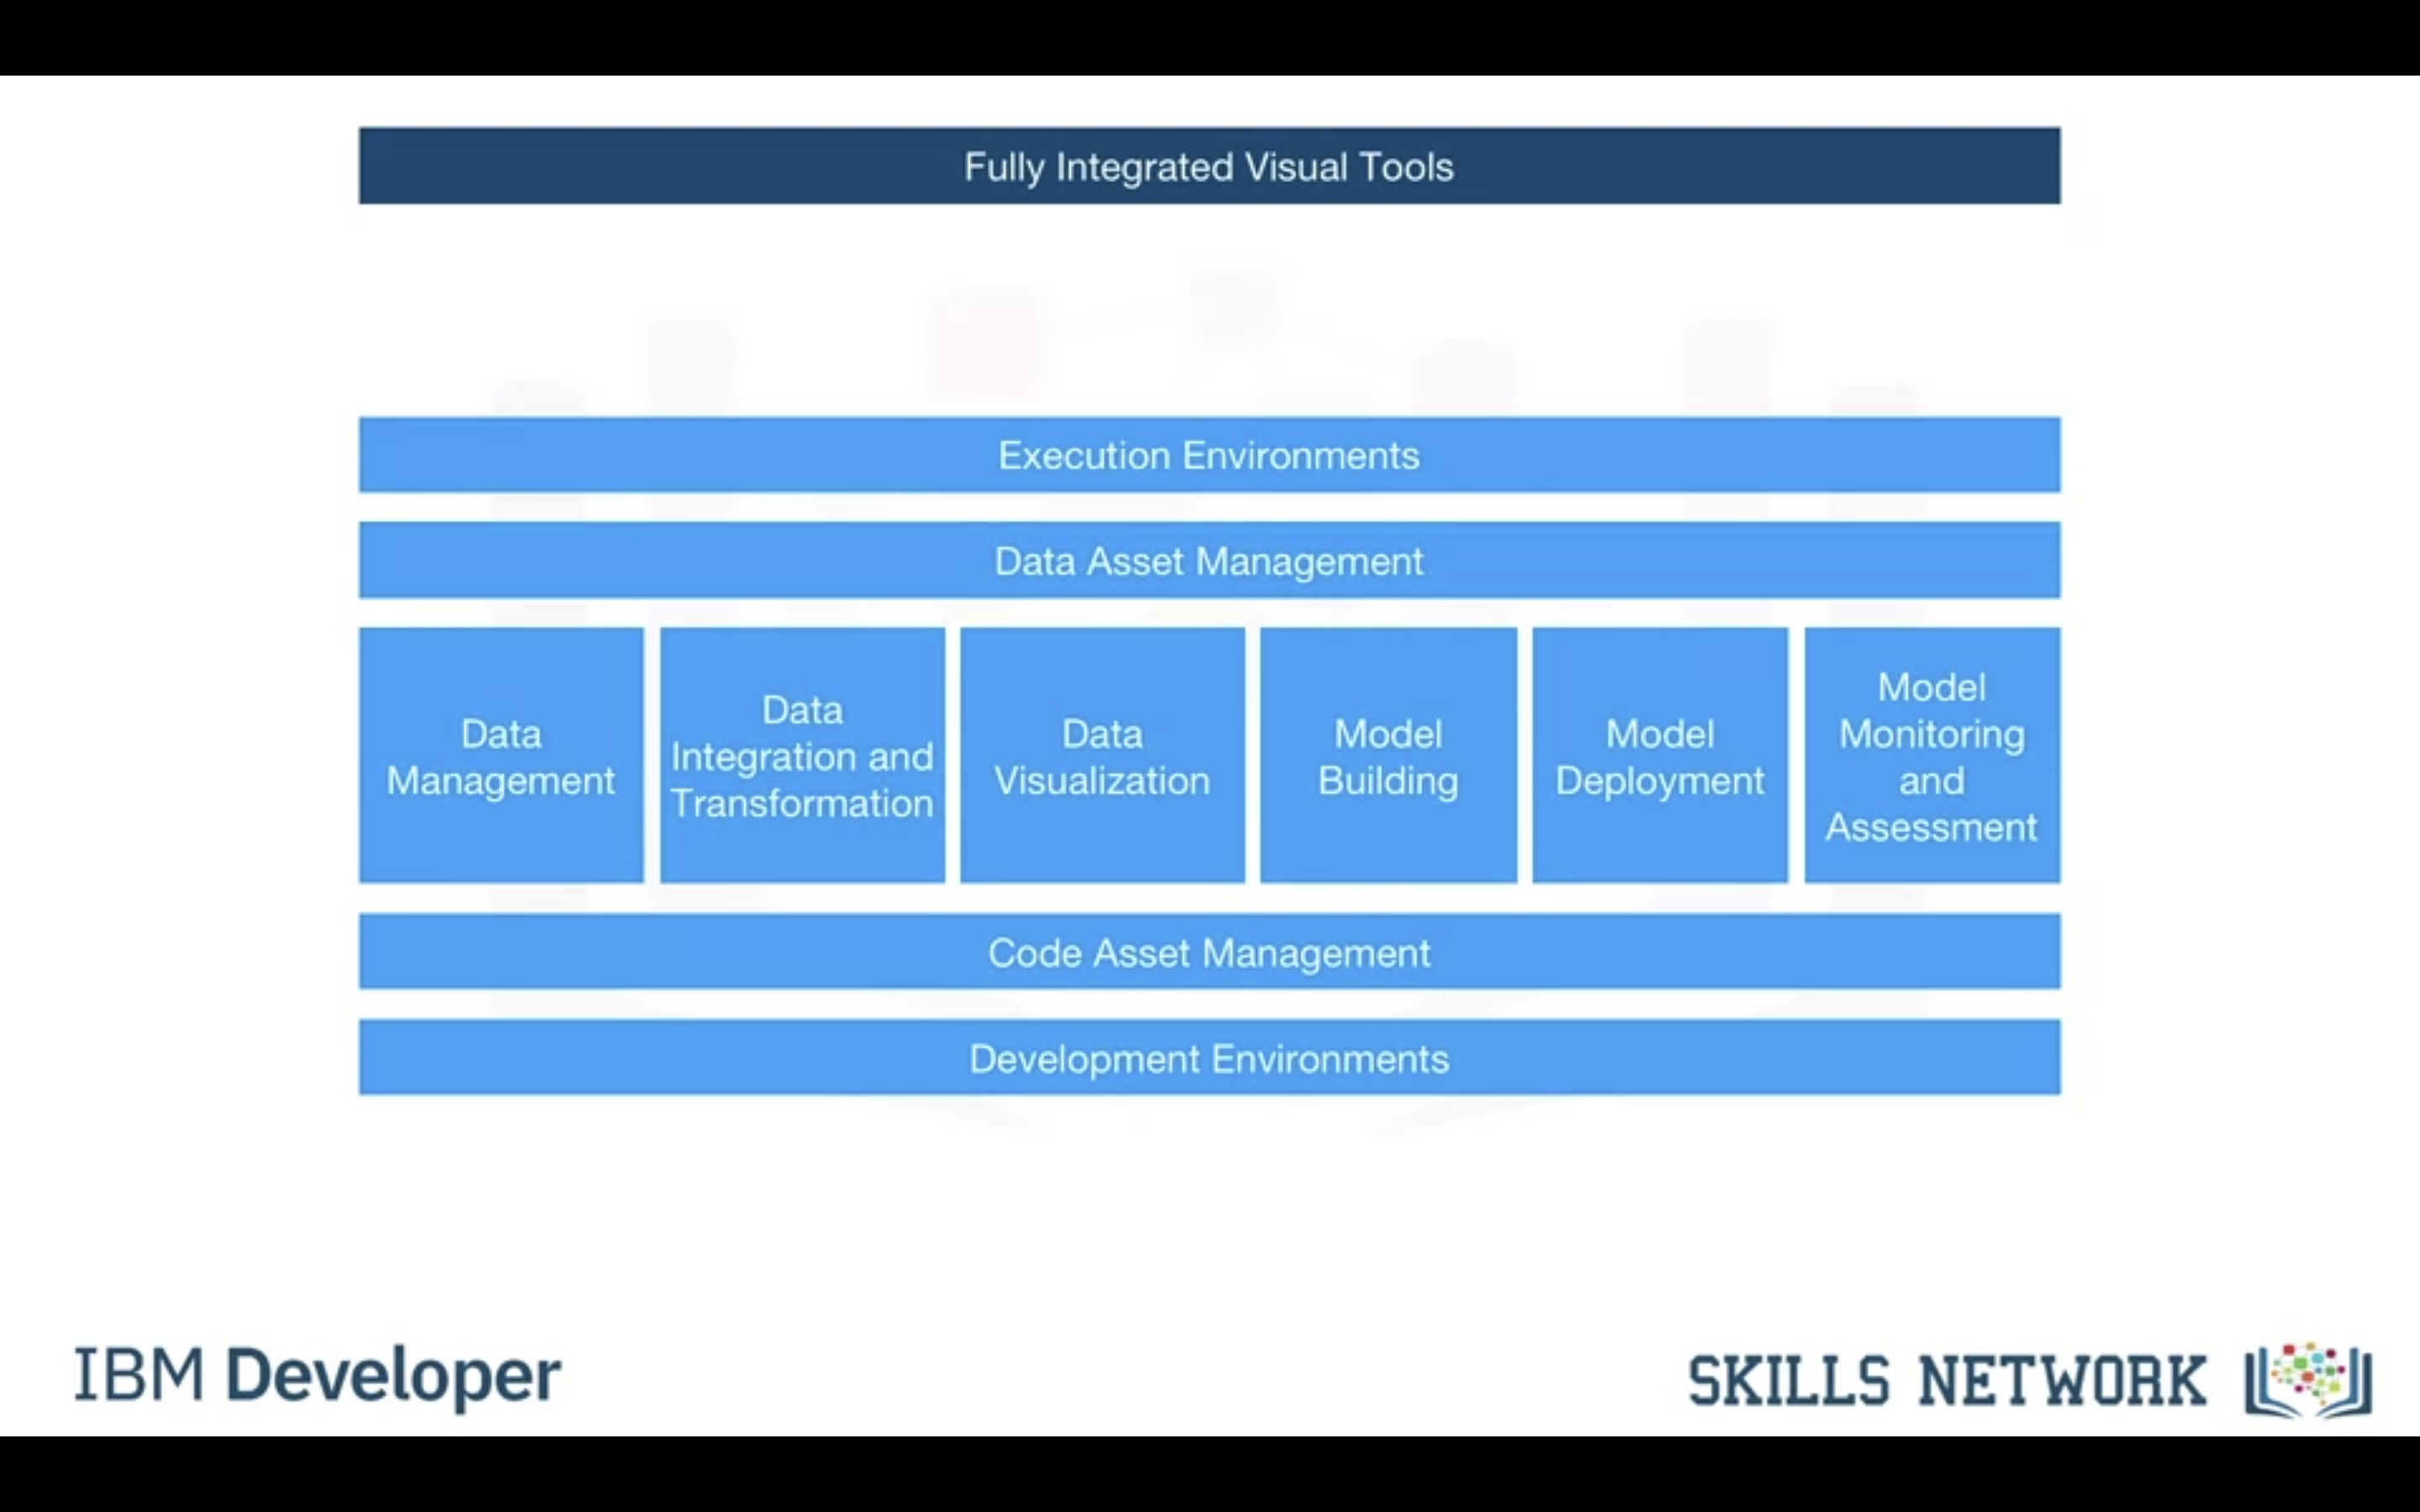 Fully Integrated Visual Tools
Execution Environments
Data Asset Management
Data
Management
Data
Integration and
Transformation
Data
Visualization
Model
Building
Model
Deployment
Model
Monitoring
and
Assessment
Code Asset Management
Development Environments
IBM Developer
SKILLS NETWORK